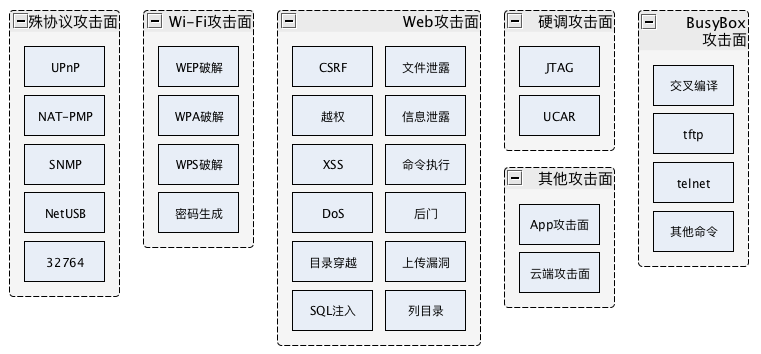 殊协议攻击面
UPnP
NAT-PMP
SNMP
NetUSB
32764
Wi-Fi攻击面
WEP破解
WPA破解
WPS破解
密码生成
Web攻击面
CSRF 文件泄露
越权 信息泄露
XSS 命令执行
DoS 后门
目录穿越 上传漏洞
SQL注入 列目录
硬调攻击面
JTAG
UCAR
其他攻击面
App攻击面
云端攻击面
BusyBox
攻击面
交叉编译
tftp
telnet
其他命令